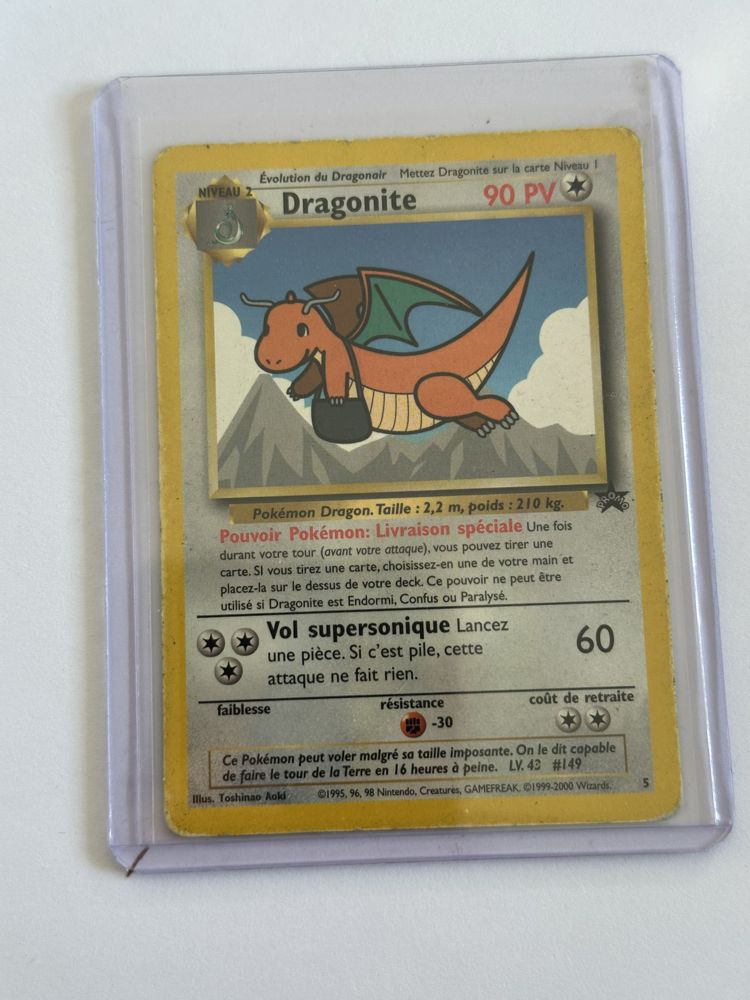 Évolution du Dragonair Mettez Dragonite sur la carte Niveau 1
NIVEAU 2
Dragonite 90 PV
Pokémon Dragon. Taille : 2,2 m, poids : 210 kg.
PROMO
Pouvoir Pokémon: Livraison spéciale Une fois
durant votre tour (avant votre attaque), vous pouvez tirer une
carte. SI vous tirez une carte, choisissez-en une de votre main et
placez-la sur le dessus de votre deck. Ce pouvoir ne peut être
utilisé si Dragonite est Endormi, Confus ou Paralysé.
Vol supersonique Lancez
une pièce. Si c'est pile, cette
attaque ne fait rien.
60
faiblesse résistance coût de retraite
-30
Ce Pokémon peut voler malgré sa taille imposante. On le dit capable
de faire le tour de la Terre en 16 heures à peine. LV. 43 #149
Illus. Toshinao Aoki ©1995, 96, 98 Nintendo, Creatures, GAMEFREAK. ©1999-2000 Wizards. 5